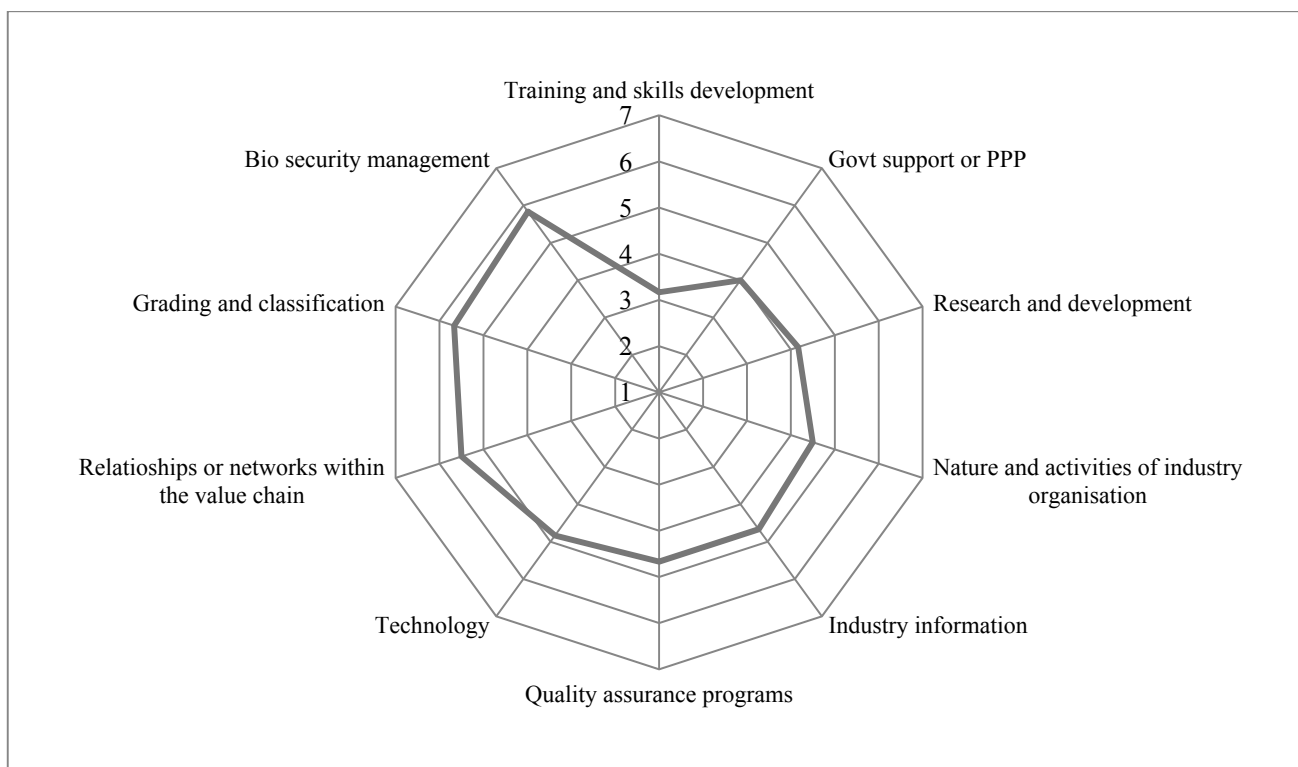 Training and skills development
7
Bio security management
Govt support or PPP
6
5
4
Grading and classification
Research and development
3
2
1
Relatioships or networks within
the value chain
Nature and activities of industry
organisation
Technology
Industry information
Quality assurance programs